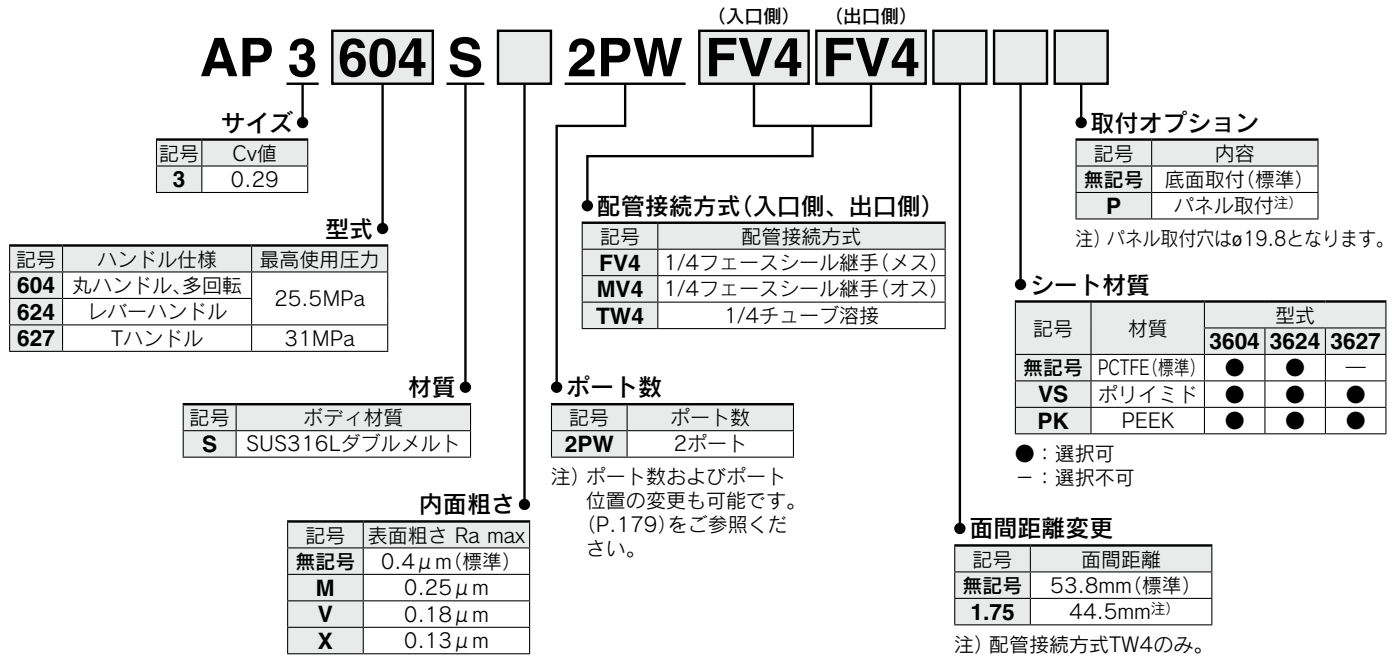 (入口側) (出口側)
AP 3 604 S 2PW FV4 FV4
サイズ
記号 Cv値
3 0.29
型式
記号 ハンドル仕様 最高使用圧力
604 丸ハンドル、多回転 25.5MPa
624 レバーハンドル
627 Tハンドル 31MPa
材質
記号 ボディ材質
S SUS316Lダブルメルト
内面粗さ
記号 表面粗さ Ra max
無記号 0.4μm(標準)
M 0.25μm
V 0.18μm
X 0.13μm
配管接続方式(入口側、出口側)
記号 配管接続方式
FV4 1/4フェースシール継手(メス)
MV4 1/4フェースシール継手(オス)
TW4 1/4チューブ溶接
ポート数
記号 ポート数
2PW 2ポート
注) ポート数およびポート
位置の変更も可能です。
(P.179)をご参照くだ
さい。
取付オプション
記号 内容
無記号 底面取付(標準)
P パネル取付注)
注) パネル取付穴はø19.8となります。
シート材質
記号 材質 型式
3604 3624 3627
無記号 PCTFE(標準) ● ● —
VS ポリイミド ● ● ●
PK PEEK ● ● ●
●：選択可
−：選択不可
面間距離変更
記号 面間距離
無記号 53.8mm(標準)
1.75 44.5mm注)
注) 配管接続方式TW4のみ。